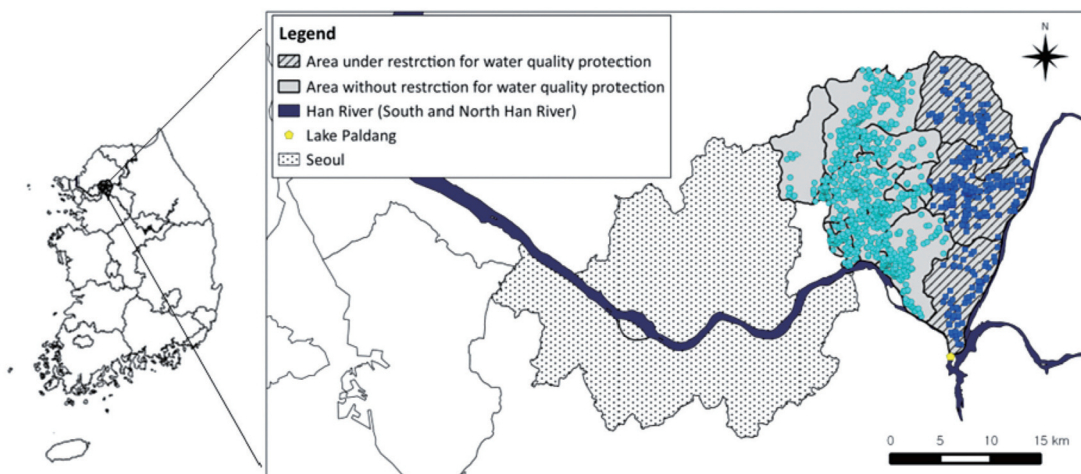 Legend
Area under restrction for water quality protection
Area without restrction for water quality protection
Han River (South and North Han River)
Lake Paldang
Seoul
N
0 5 10 15 km